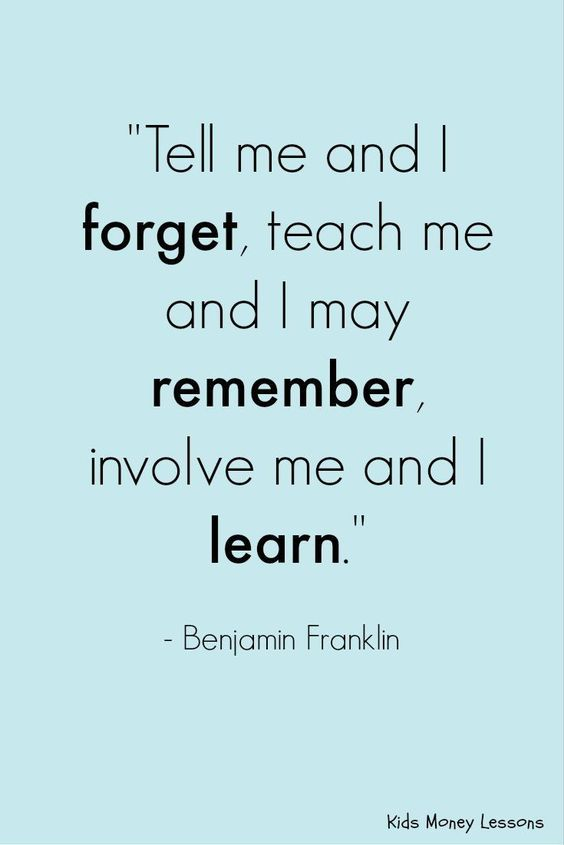 "Tell me and I
forget, teach me
and I may
remember,
involve me and I
learn."
- Benjamin Franklin
Kids Money Lessons